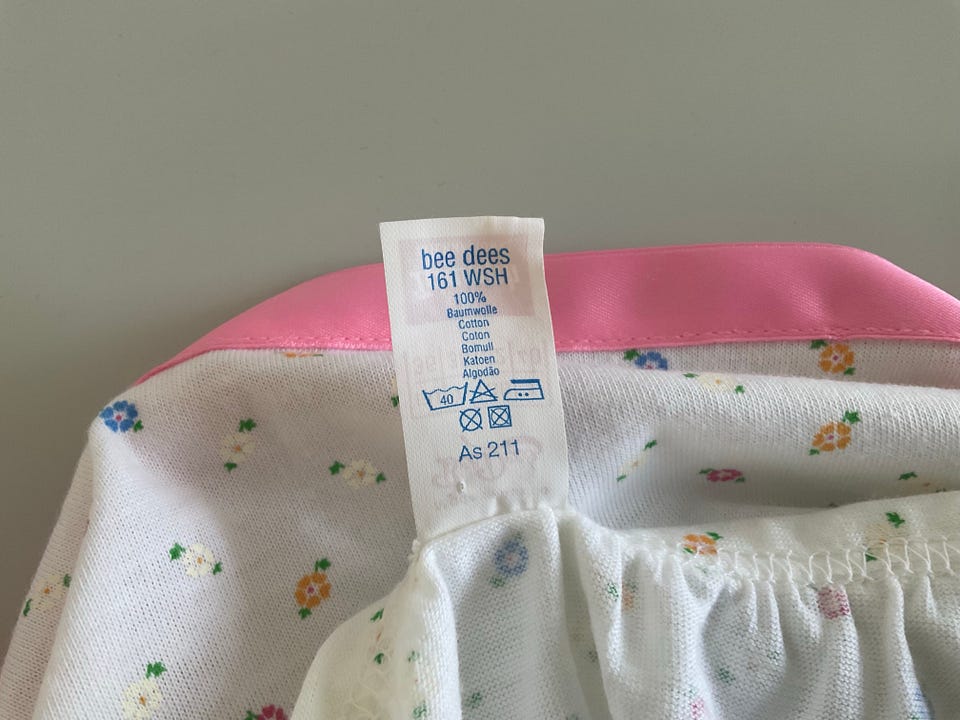 bee dees
161 WSH
100%
Baumwolle
Cotton
Coton
Bomull
Katoen
Algodão
40
As 211